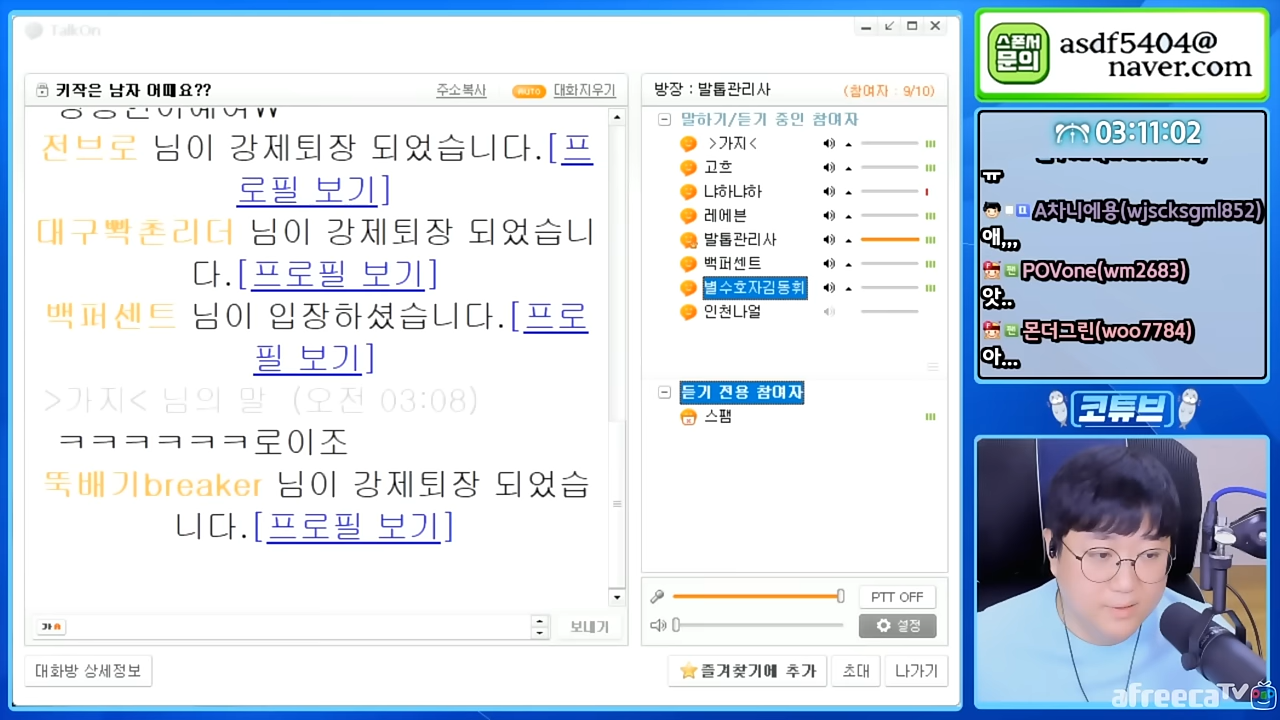 TalkOn
키작은 남자 어때요??
주소복사
AUTO
대화지우기
전브로 님이 강제퇴장 되었습니다.[프
로필 보기]
대구빡촌리더 님이 강제퇴장 되었습니
다.[프로필 보기]
백퍼센트 님이 입장하셨습니다.[프로
필 보기]
>가지< 님의 말 (오전 03:08)
ㅋㅋㅋㅋㅋㅋㅋ로이조
뚝배기breaker 님이 강제퇴장 되었습
니다.[프로필 보기]
가
보내기
대화방 상세정보
방장 : 발톱관리사
(참여자 : 9/10)
말하기/듣기 중인 참여자
>가지<
고흐
냐하냐하
레에븐
발톱관리사
백퍼센트
별수호자김동휘
인천나얼
듣기 전용 참여자
스팸
PTT OFF
설정
즐겨찾기에 추가
초대
나가기
스폰서
문의
asdf5404@
naver.com
03:11:02
ㅠ
A차니에용(wjscksgml852)
얘,,,
POVone(wm2683)
앗..
몬더그린(woo7784)
아...
코튜브
afreecaTV